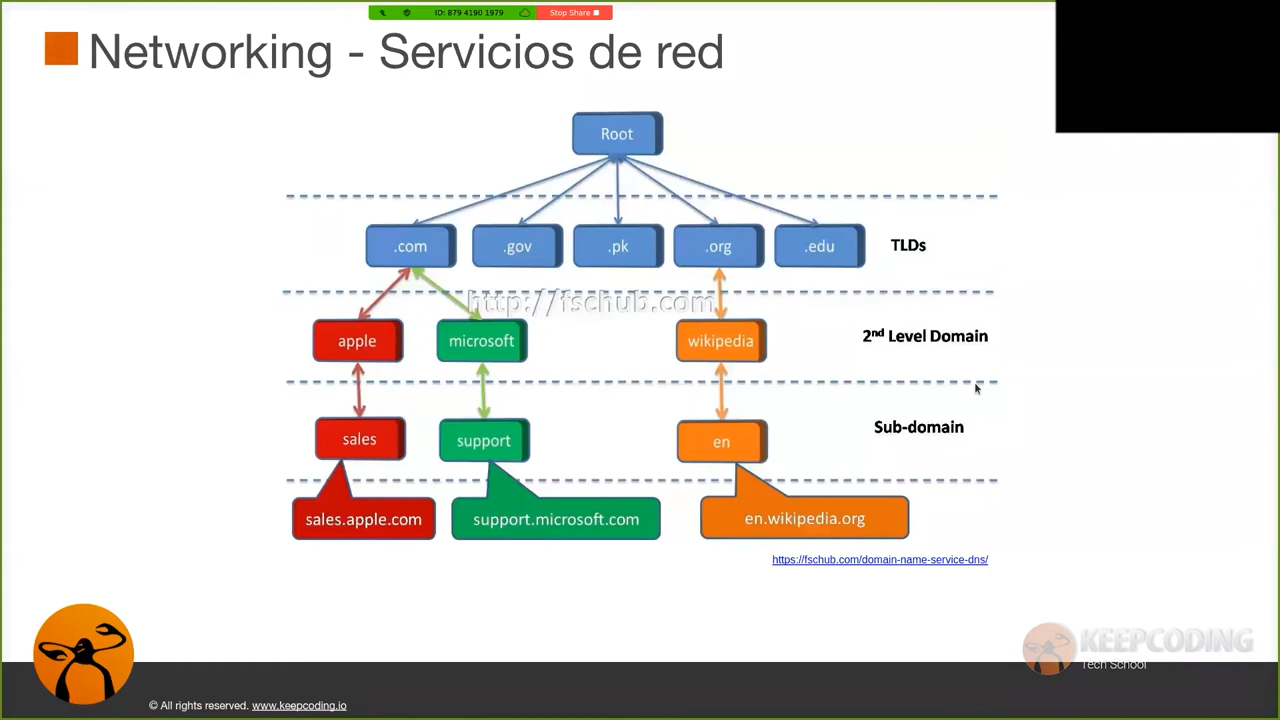 ID: 879 4190 1979
Stop Share
Networking - Servicios de red
Root
.com
.gov
.pk
.org
.edu
TLDs
http://fschub.com
apple
microsoft
wikipedia
2nd Level Domain
sales
support
en
Sub-domain
sales.apple.com
support.microsoft.com
en.wikipedia.org
https://fschub.com/domain-name-service-dns/
KEEPCODING
Tech School
© All rights reserved. www.keepcoding.io